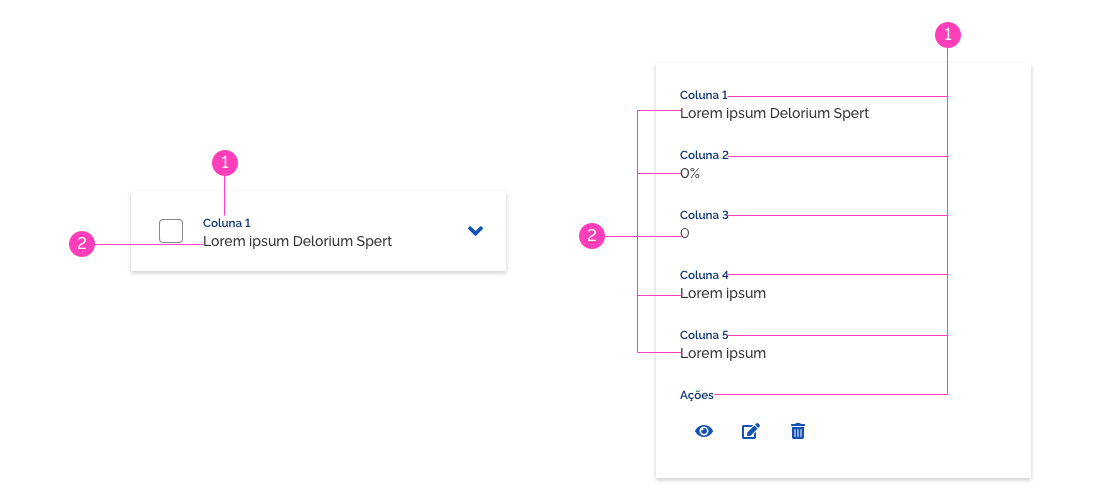 1
Coluna 1
2
Lorem ipsum Delorium Spert
1
Coluna 1
Lorem ipsum Delorium Spert
Coluna 2
0%
Coluna 3
2
0
Coluna 4
Lorem ipsum
Coluna 5
Lorem ipsum
Ações